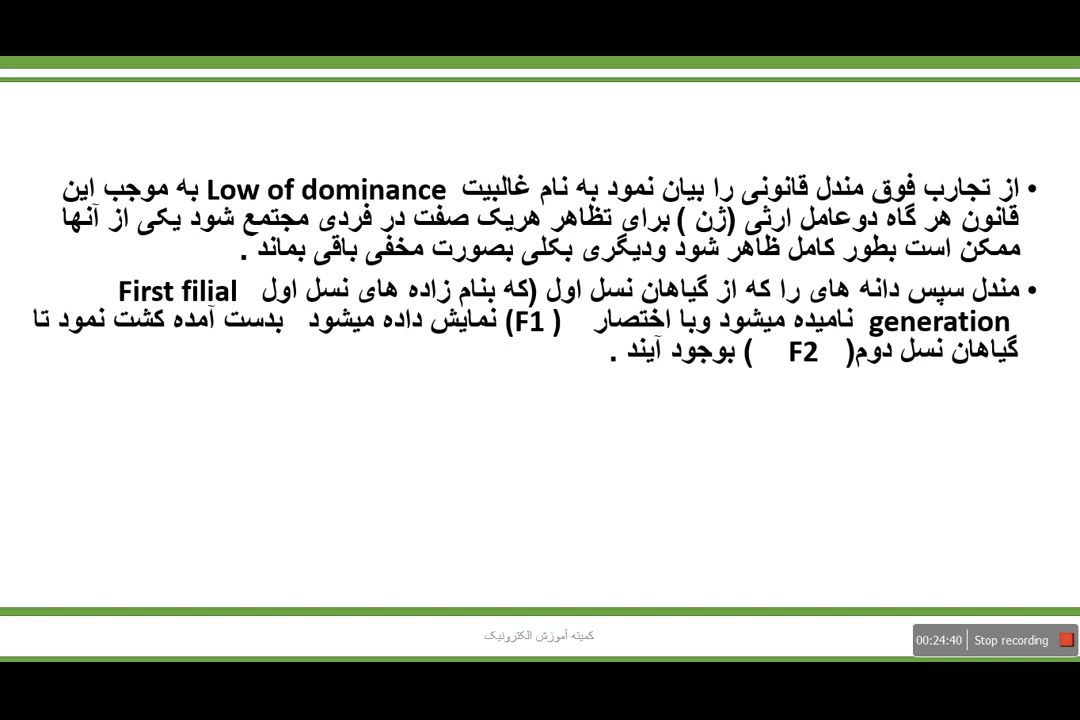 • از تجارب فوق مندل قانونی را بیان نمود به نام غالبیت Low of dominance به موجب این
قانون هر گاه دوعامل ارثی (ژن ) برای تظاهر هریک صفت در فردی مجتمع شود یکی از آنها
ممکن است بطور کامل ظاهر شود ودیگری بکلی بصورت مخفی باقی بماند .
• مندل سپس دانه های را که از گیاهان نسل اول (که بنام زاده های نسل اول First filial
generation نامیده میشود وبا اختصار ( F1) نمایش داده میشود بدست آمده کشت نمود تا
گیاهان نسل دوم( F2 ) بوجود آیند .
کمیته آموزش الکترونیک
00:24:40 Stop recording